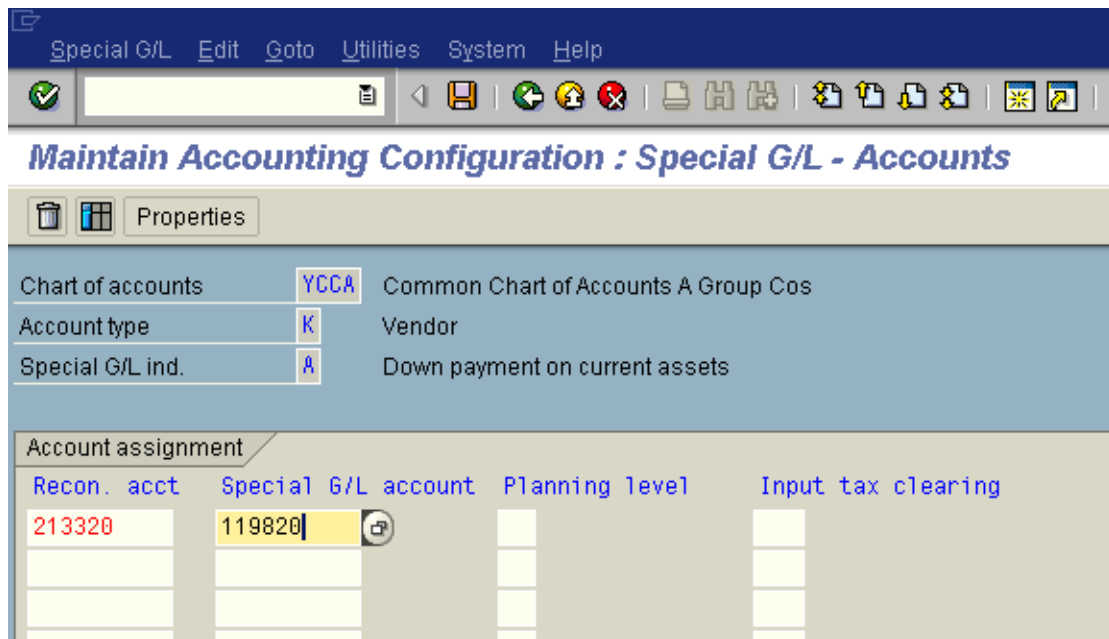 Special G/L Edit Goto Utilities System Help
Maintain Accounting Configuration : Special G/L - Accounts
Properties
Chart of accounts YCCA Common Chart of Accounts A Group Cos
Account type K Vendor
Special G/L ind. A Down payment on current assets
Account assignment
Recon. acct Special G/L account Planning level Input tax clearing
213320 119820